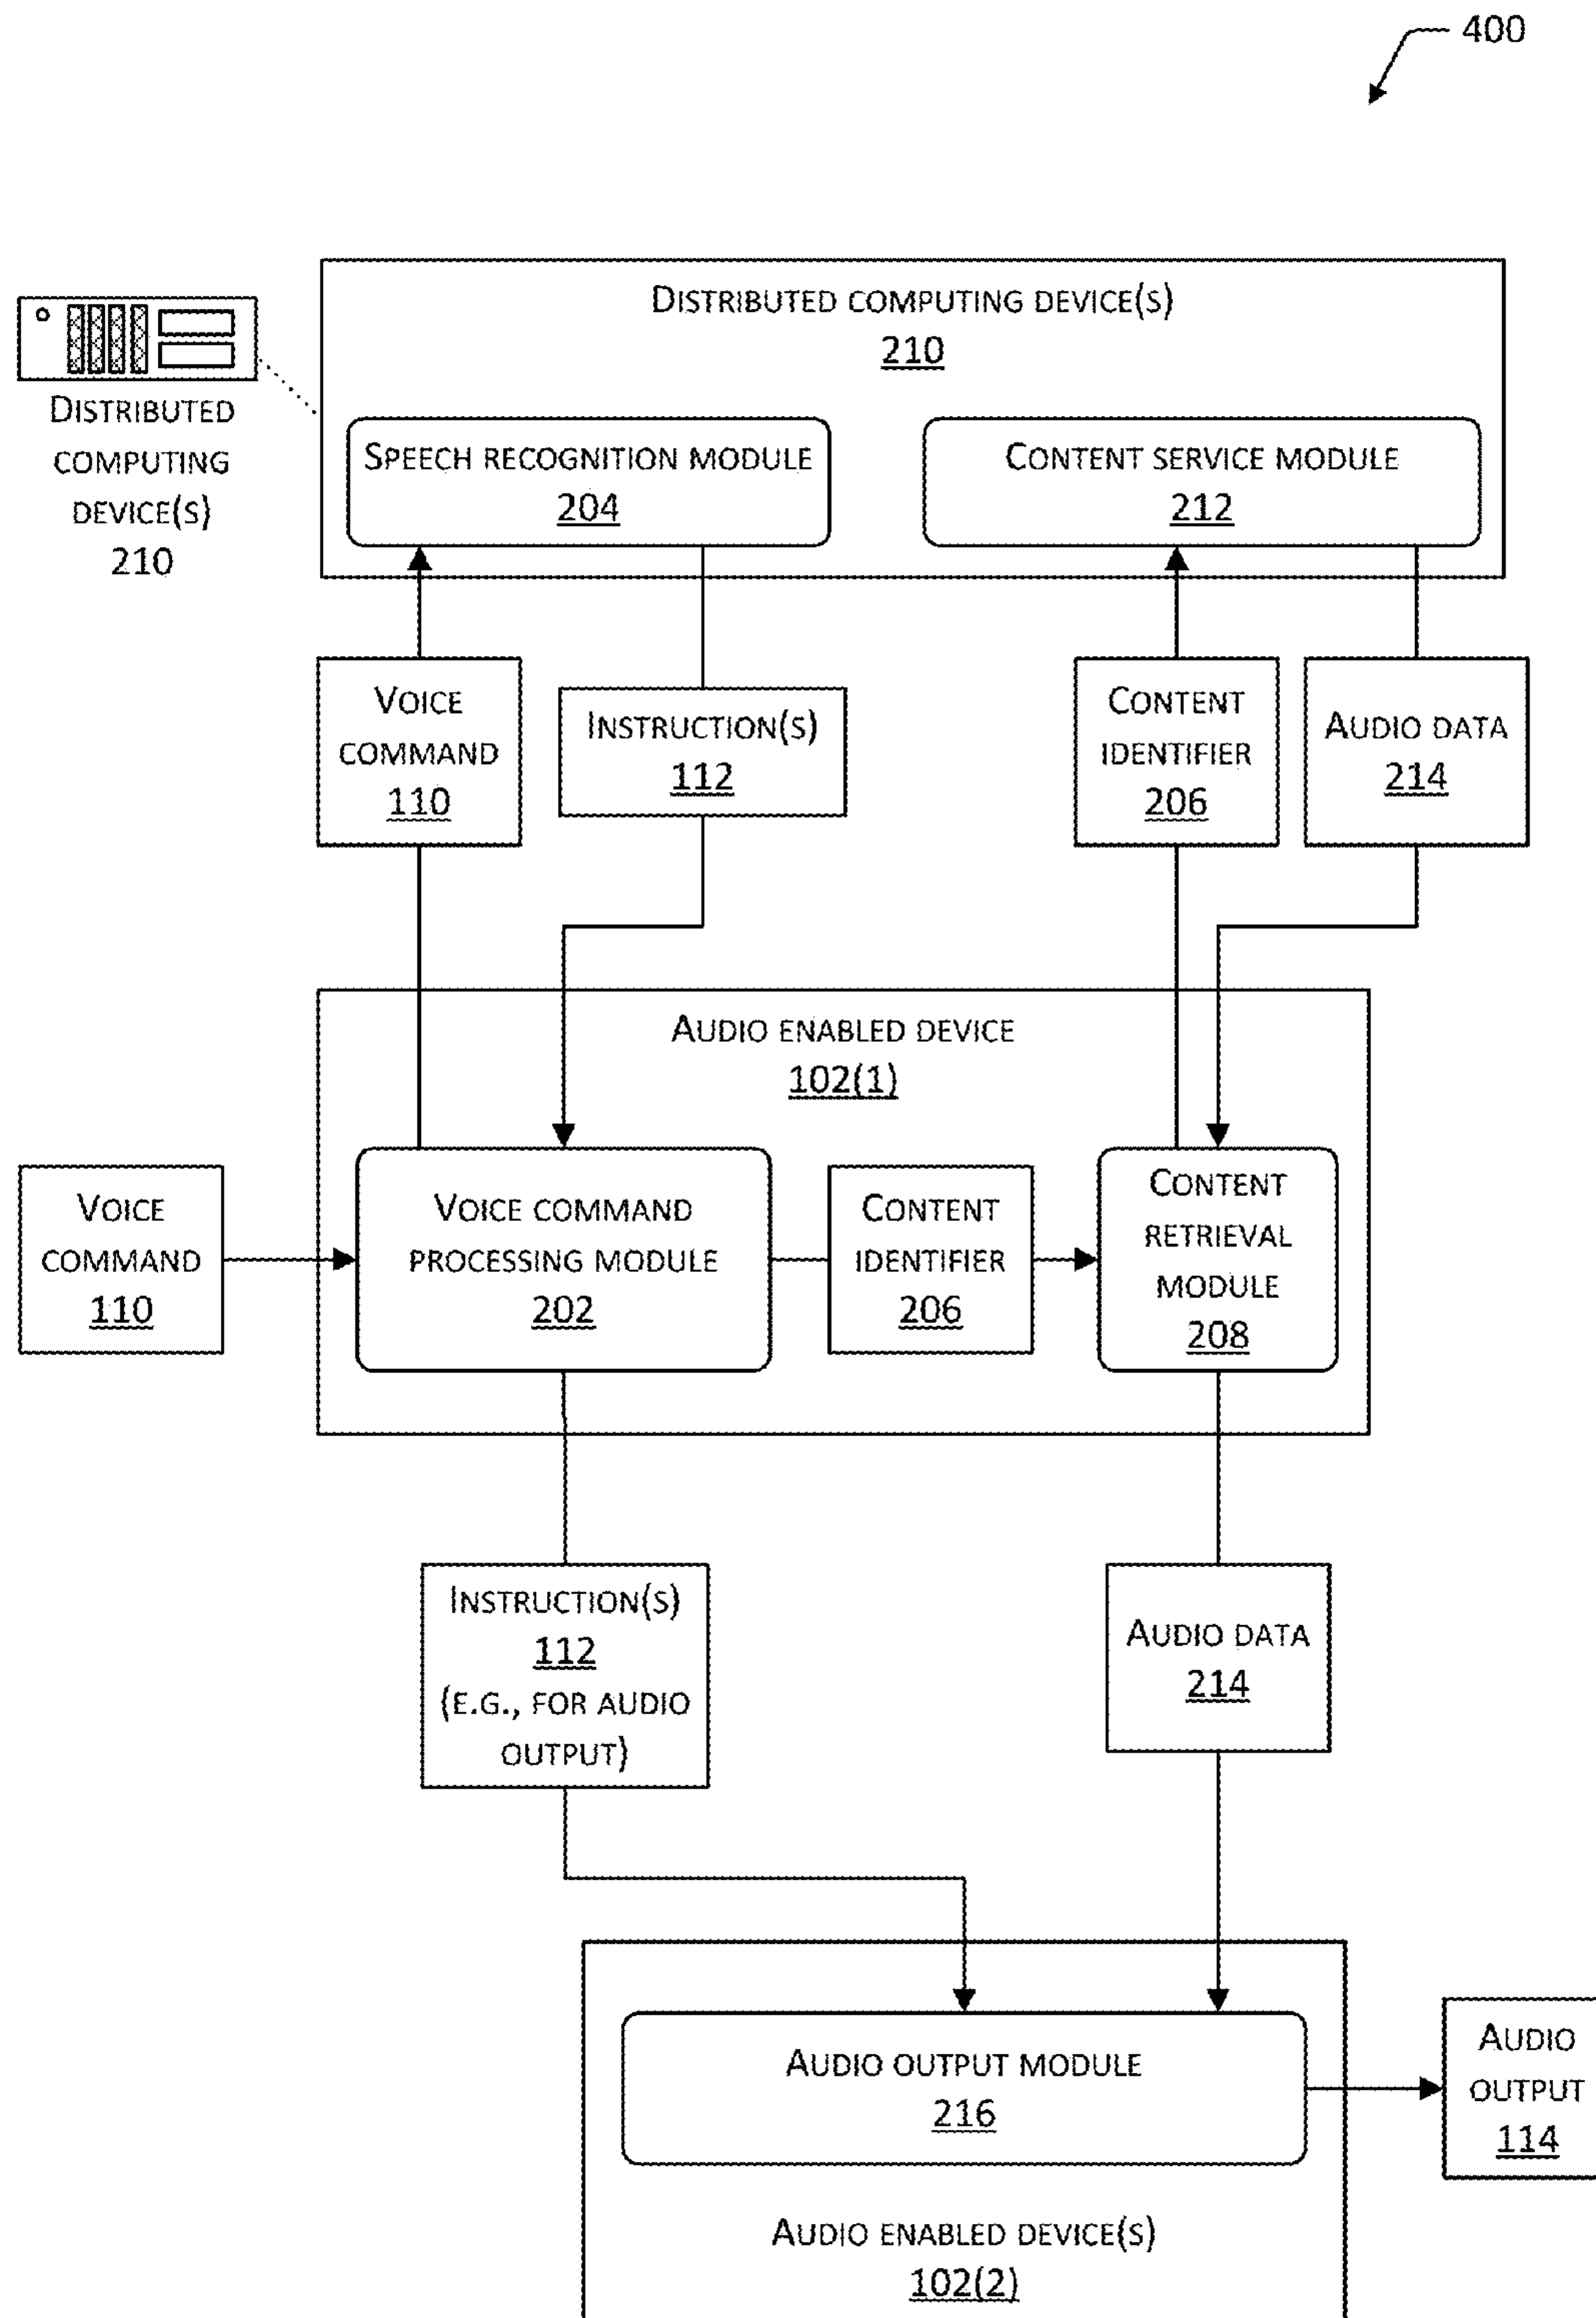 400
DISTRIBUTED COMPUTING DEVICE(S)
210
DISTRIBUTED
COMPUTING
DEVICE(S)
210
SPEECH RECOGNITION MODULE
204
CONTENT SERVICE MODULE
212
VOICE
COMMAND
110
INSTRUCTION(S)
112
CONTENT
IDENTIFIER
206
AUDIO DATA
214
AUDIO ENABLED DEVICE
102(1)
VOICE
COMMAND
110
VOICE COMMAND
PROCESSING MODULE
202
CONTENT
IDENTIFIER
206
CONTENT
RETRIEVAL
MODULE
208
INSTRUCTION(S)
112
(E.G., FOR AUDIO
OUTPUT)
AUDIO DATA
214
AUDIO OUTPUT MODULE
216
AUDIO
OUTPUT
114
AUDIO ENABLED DEVICE(S)
102(2)